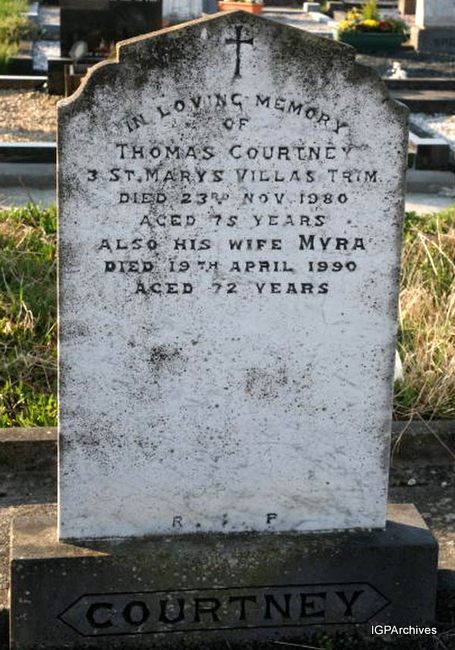 IN LOVING MEMORY
OF
THOMAS COURTNEY
3 ST. MARYS VILLAS TRIM
DIED 23RD NOV. 1980
AGED 75 YEARS
ALSO HIS WIFE MYRA
DIED 19TH APRIL 1990
AGED 72 YEARS
R. I. P
COURTNEY
IGPArchives